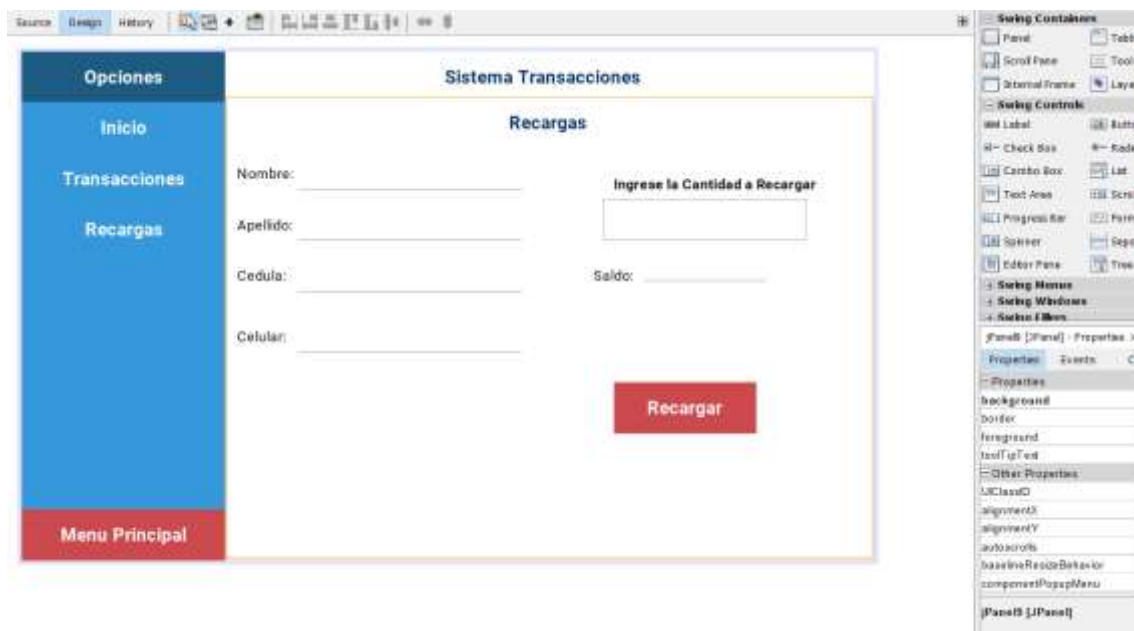 Source Design History
Opciones
Inicio
Transacciones
Recargas
Menu Principal
Sistema Transacciones
Recargas
Nombre:
Apellido:
Cedula:
Celular:
Ingrese la Cantidad a Recargar
Saldo:
Recargar
Swing Containers
Panel
Scroll Pane
Internal Frame
Swing Controls
Label
Check Box
Combo Box List
Text Area
Progress Bar
Spinner
Editor Pane Tree
Swing Menus
Swing Windows
Swing Fillers
[JPanel] - Properties
Properties Events
Properties
background
border
foreground
toolTipText
Other Properties
UIClassID
alignmentX
alignmentY
autoscrolls
baselineResizeBehavior
componentPopupMenu
[JPanel]